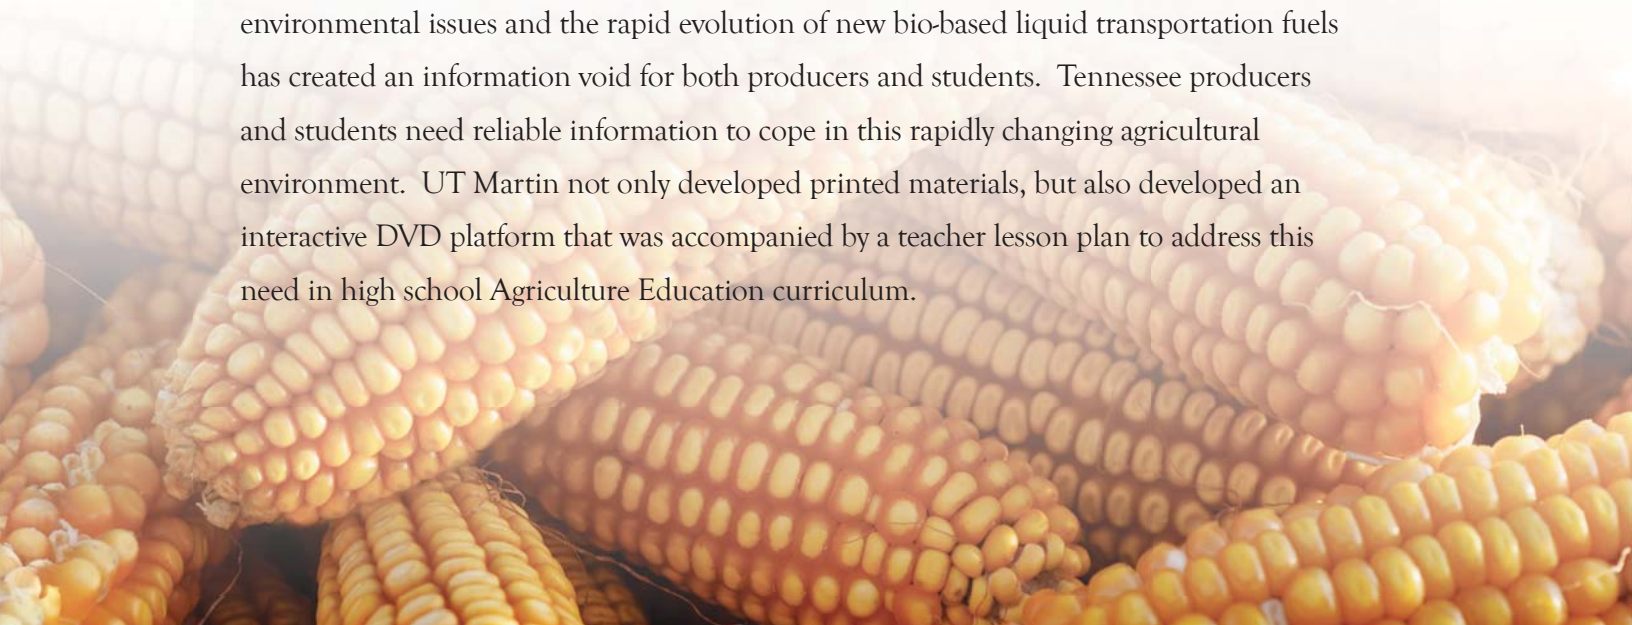 environmental issues and the rapid evolution of new bio-based liquid transportation fuels
has created an information void for both producers and students.  Tennessee producers
and students need reliable information to cope in this rapidly changing agricultural
environment.  UT Martin not only developed printed materials, but also developed an
interactive DVD platform that was accompanied by a teacher lesson plan to address this
need in high school Agriculture Education curriculum.